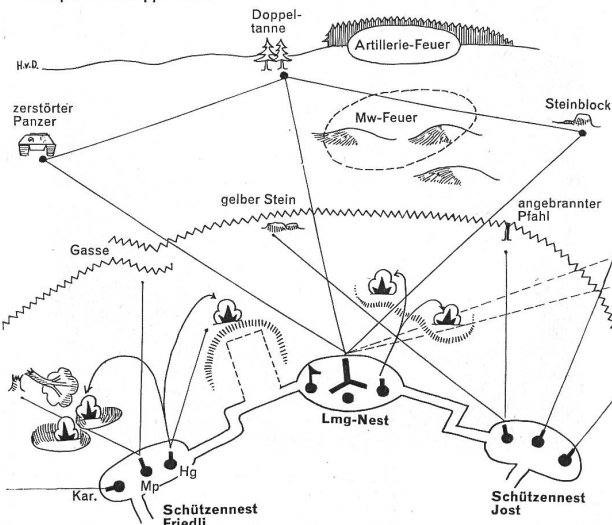 Doppel-
tanne
Artillerie-Feuer
H.v.D.
zerstörter
Panzer
Mw-Feuer
Steinblock
gelber Stein
angebrannter
Pfahl
Gasse
Lmg-Nest
Hg
Mp
Kar.
Schützennest
Friedli
Schützennest
Jost